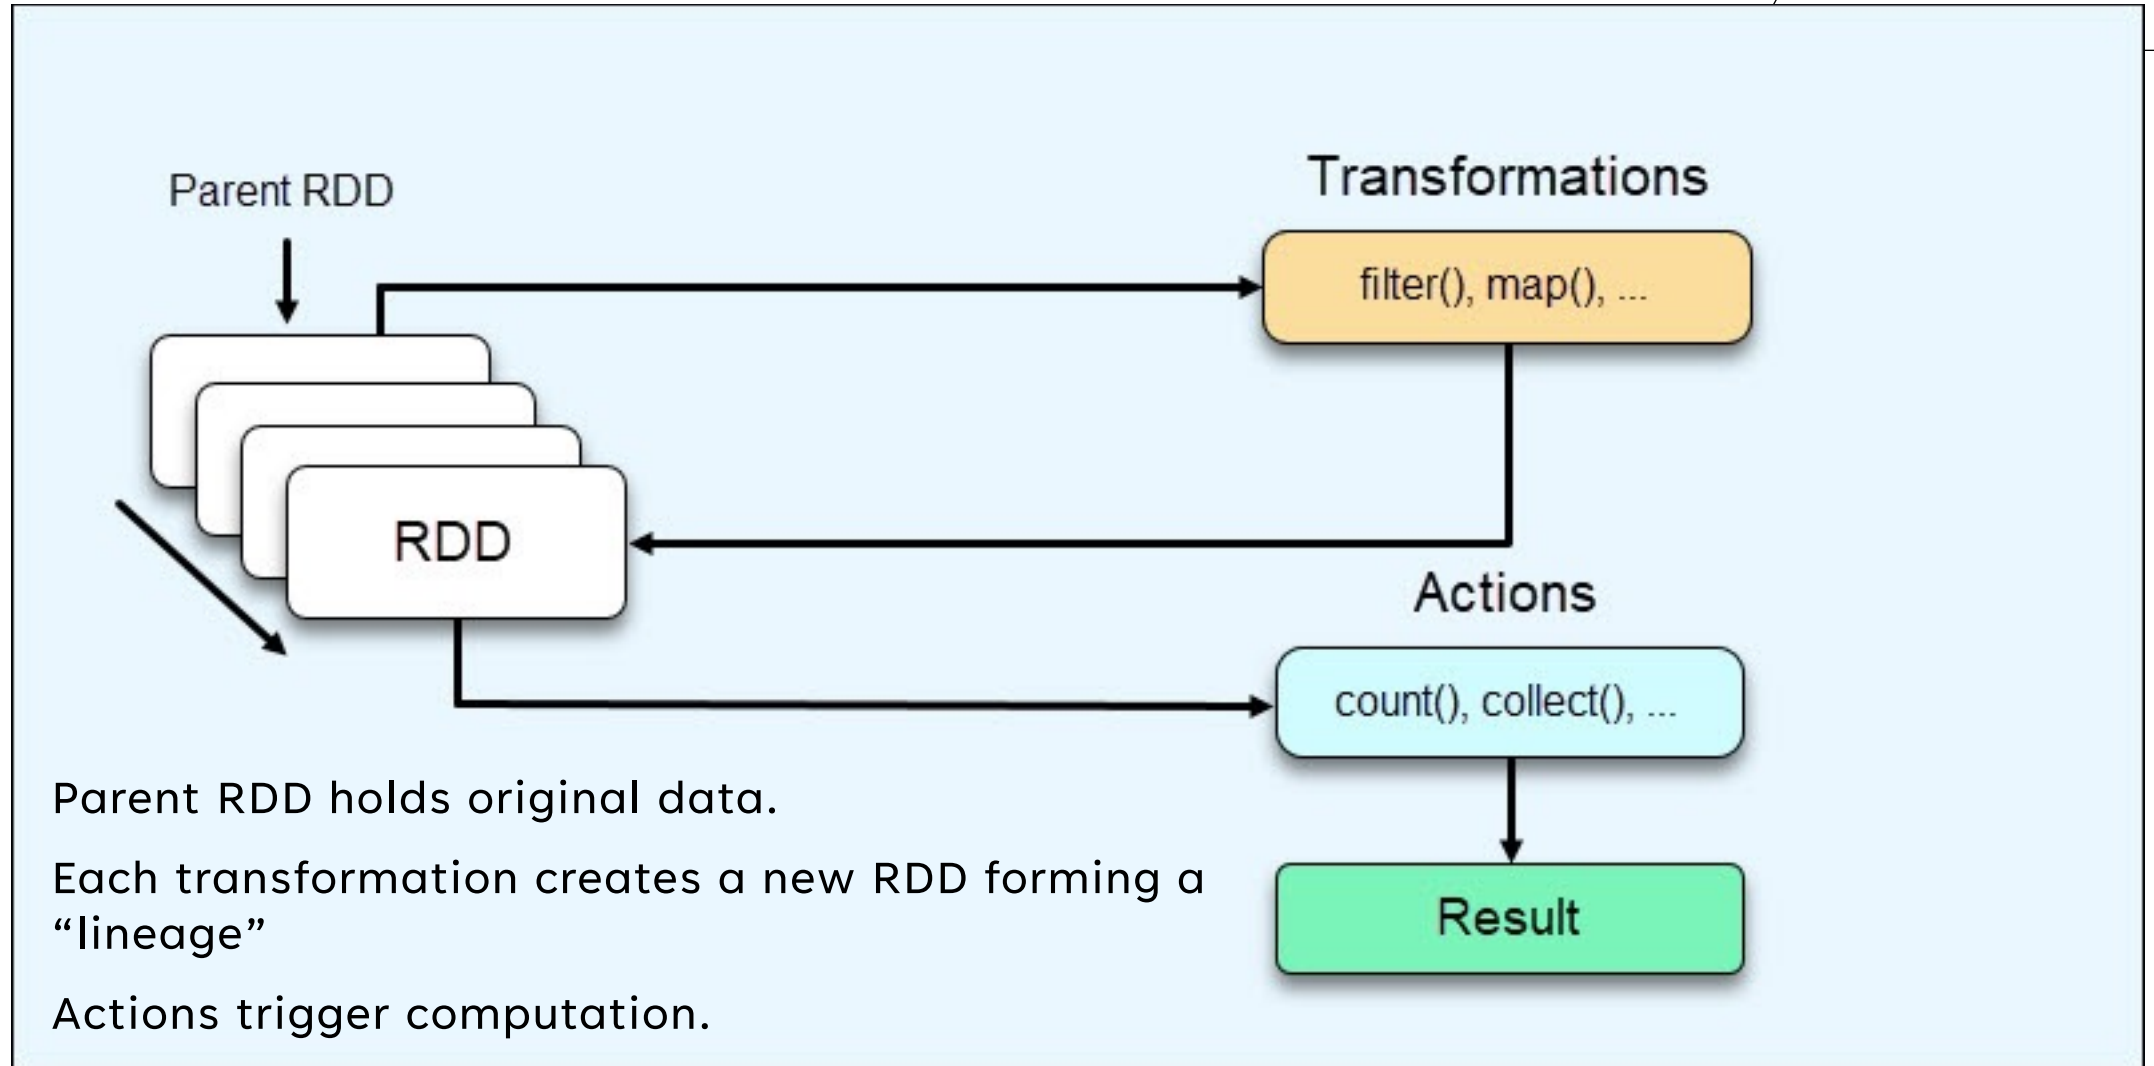 Parent RDD
Transformations
filter(), map(), ...
RDD
Actions
count(), collect(), ...
Result
Parent RDD holds original data.
Each transformation creates a new RDD forming a
“lineage”
Actions trigger computation.